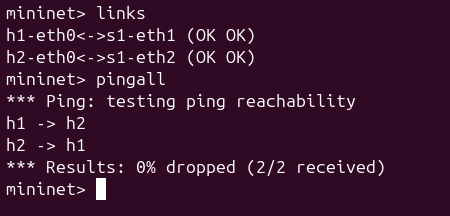 mininet> links
h1-eth0<->s1-eth1 (OK OK)
h2-eth0<->s1-eth2 (OK OK)
mininet> pingall
*** Ping: testing ping reachability
h1 -> h2
h2 -> h1
*** Results: 0% dropped (2/2 received)
mininet>